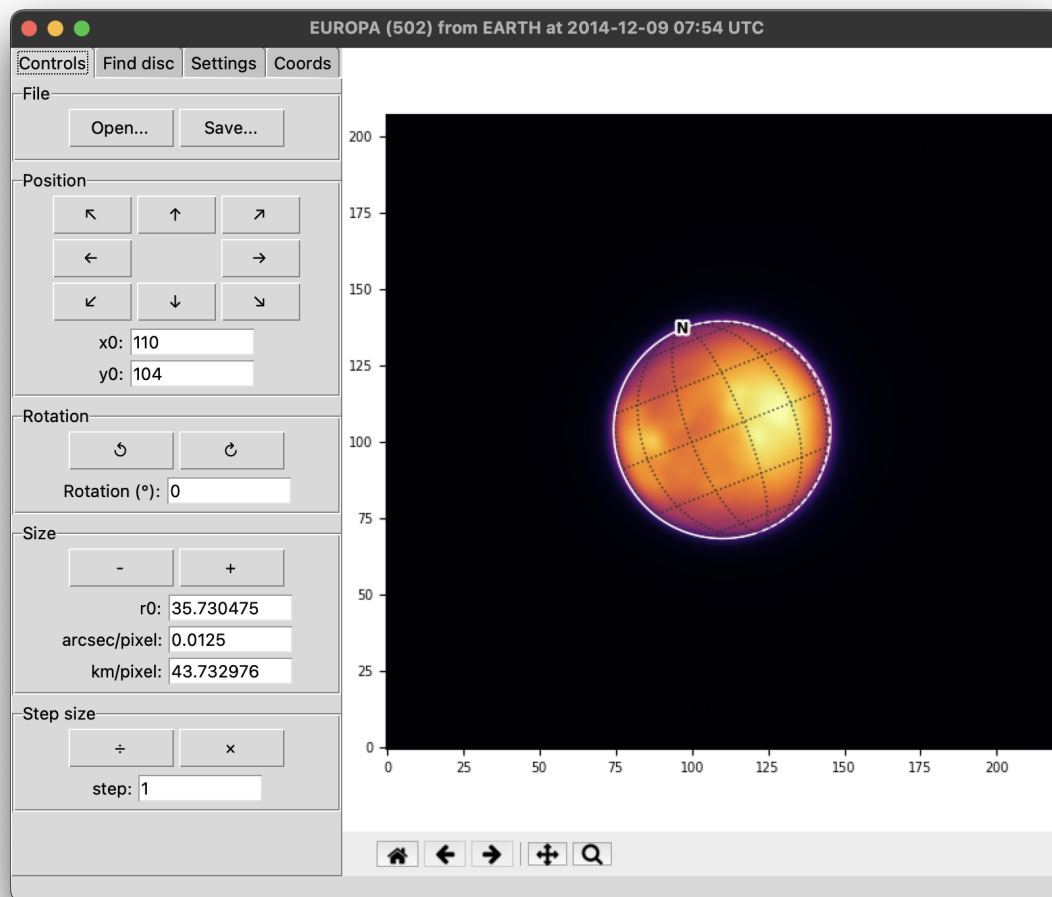 EUROPA (502) from EARTH at 2014-12-09 07:54 UTC
Controls Find disc Settings Coords
File
Open... Save...
Position
↖ ↑ ↗
← →
↙ ↓ ↘
x0: 110
y0: 104
Rotation
↺ ↻
Rotation (°): 0
Size
- +
r0: 35.730475
arcsec/pixel: 0.0125
km/pixel: 43.732976
Step size
÷ ×
step: 1
200
175
150
125
100
75
50
25
0
N
0 25 50 75 100 125 150 175 200